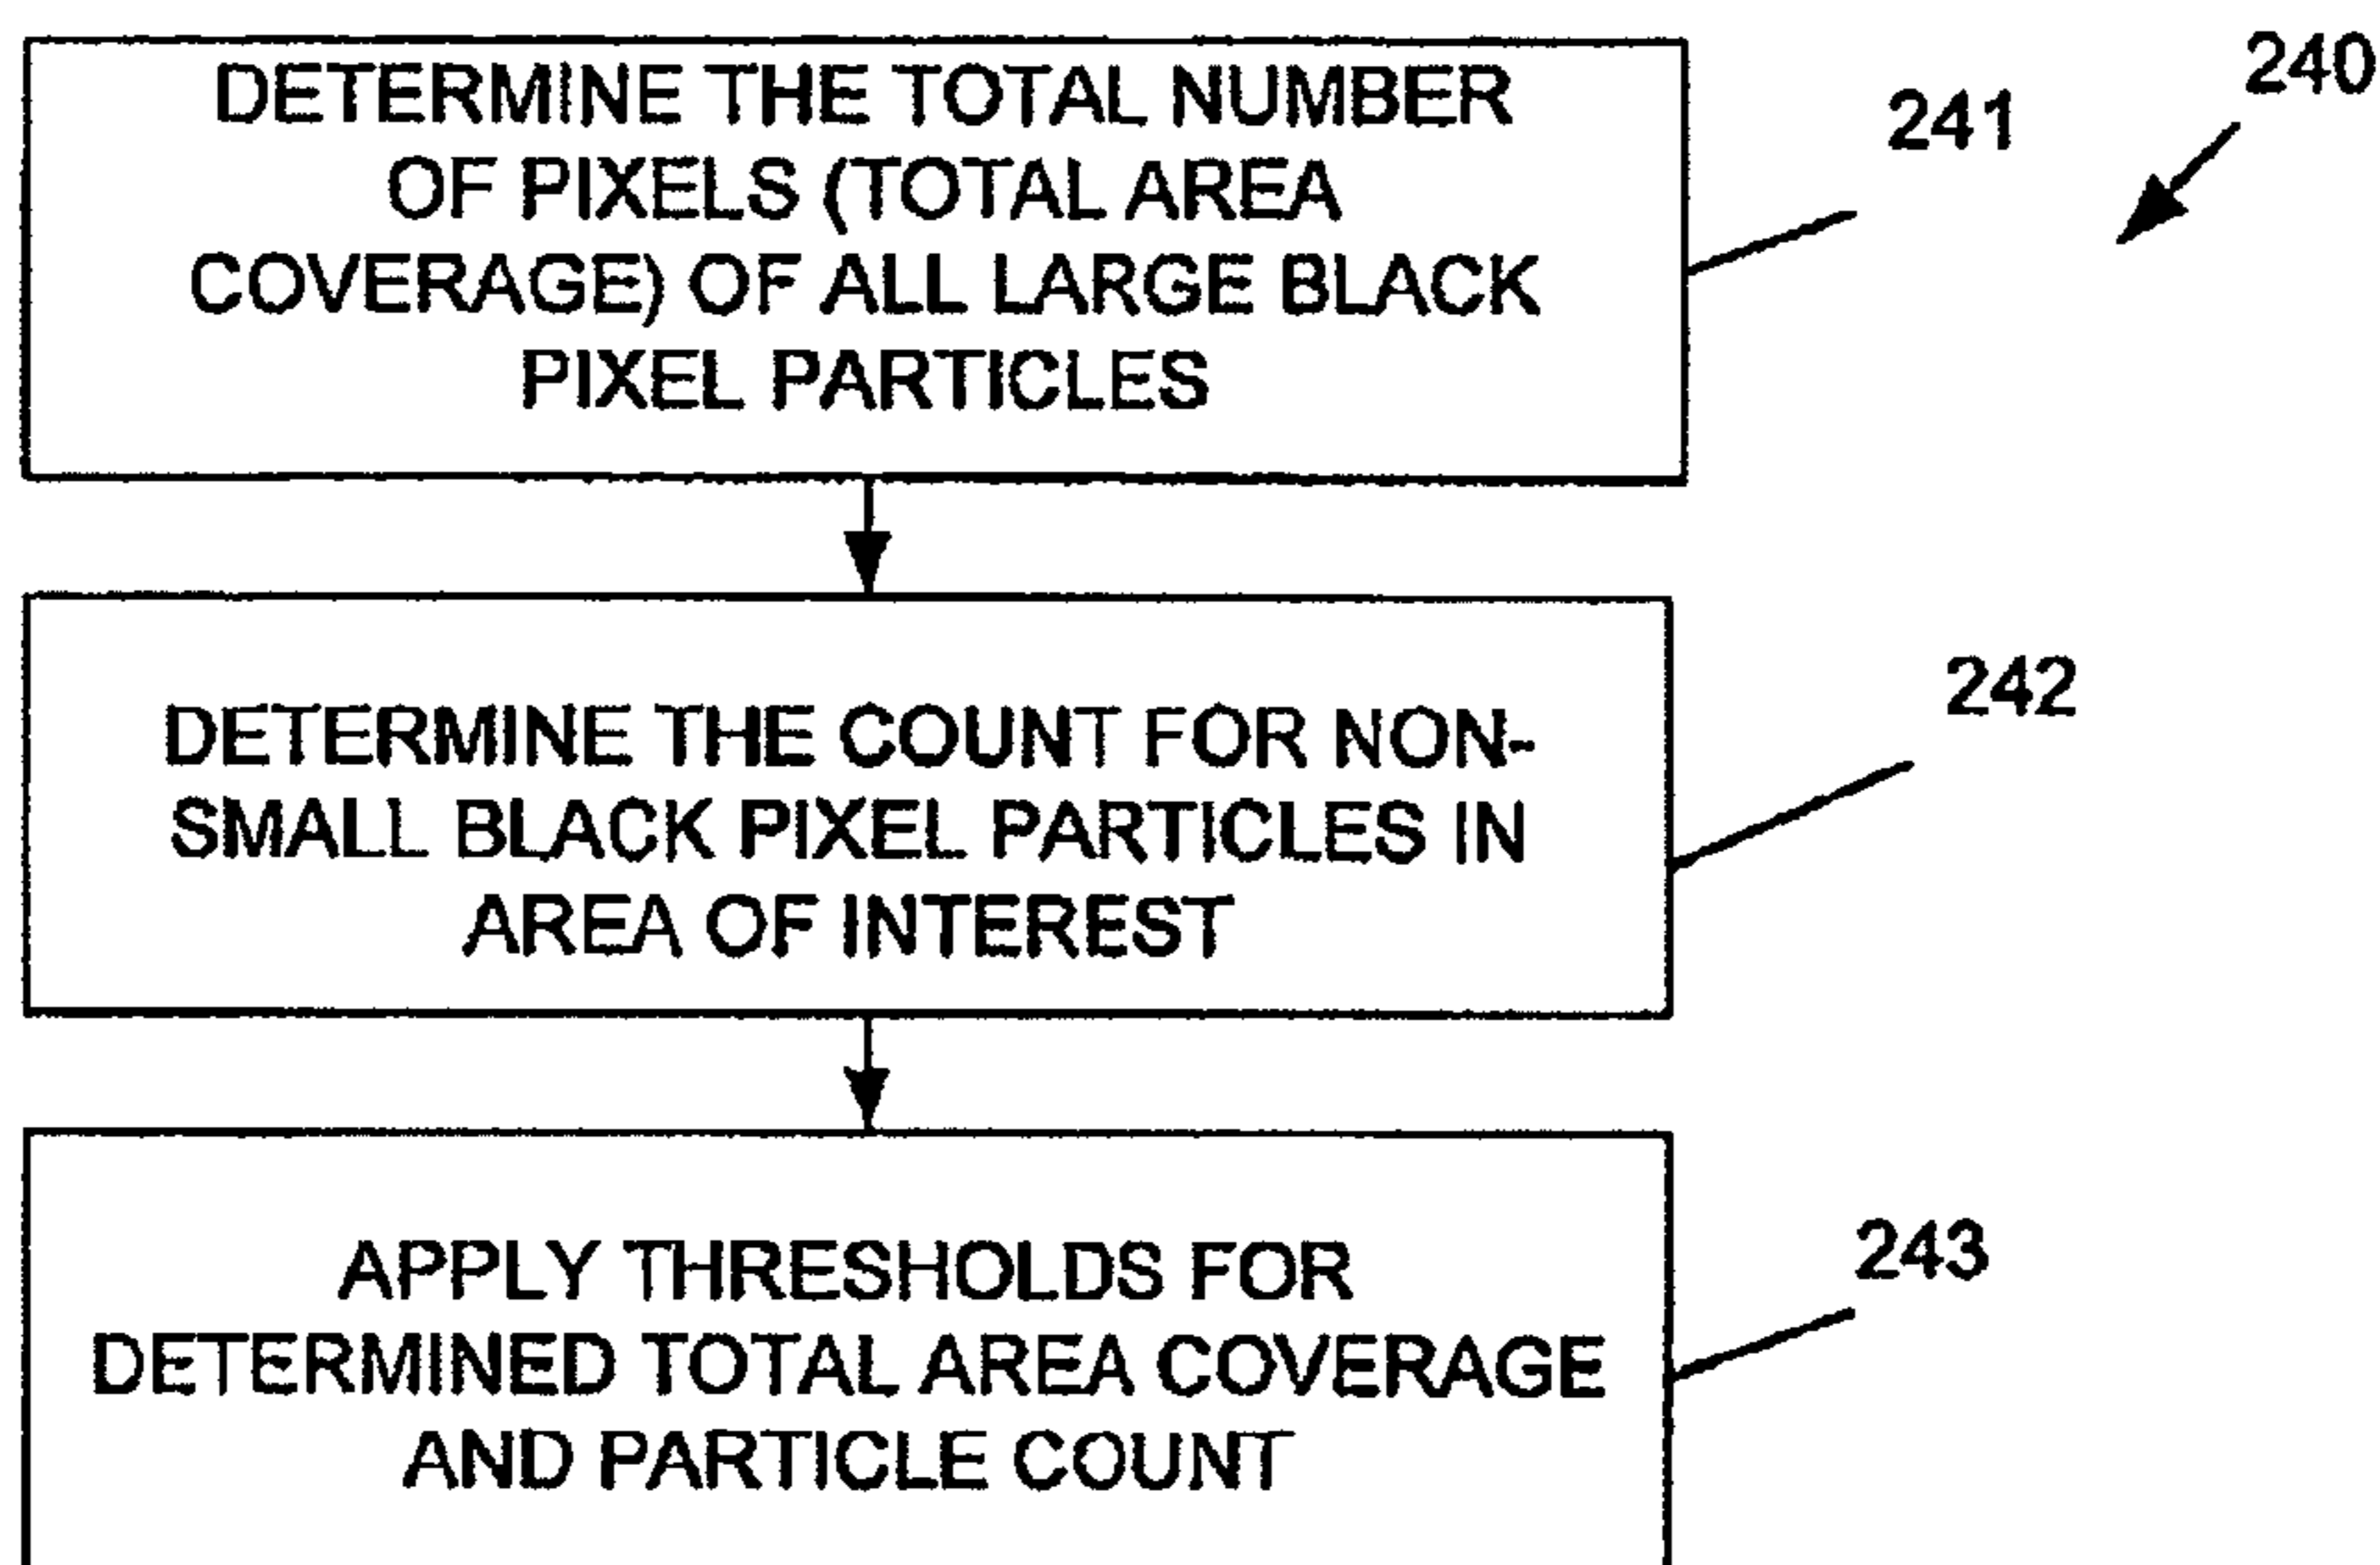 DETERMINE THE TOTAL NUMBER
OF PIXELS (TOTAL AREA
COVERAGE) OF ALL LARGE BLACK
PIXEL PARTICLES
241
240
DETERMINE THE COUNT FOR NON-
SMALL BLACK PIXEL PARTICLES IN
AREA OF INTEREST
242
APPLY THRESHOLDS FOR
DETERMINED TOTAL AREA COVERAGE
AND PARTICLE COUNT
243